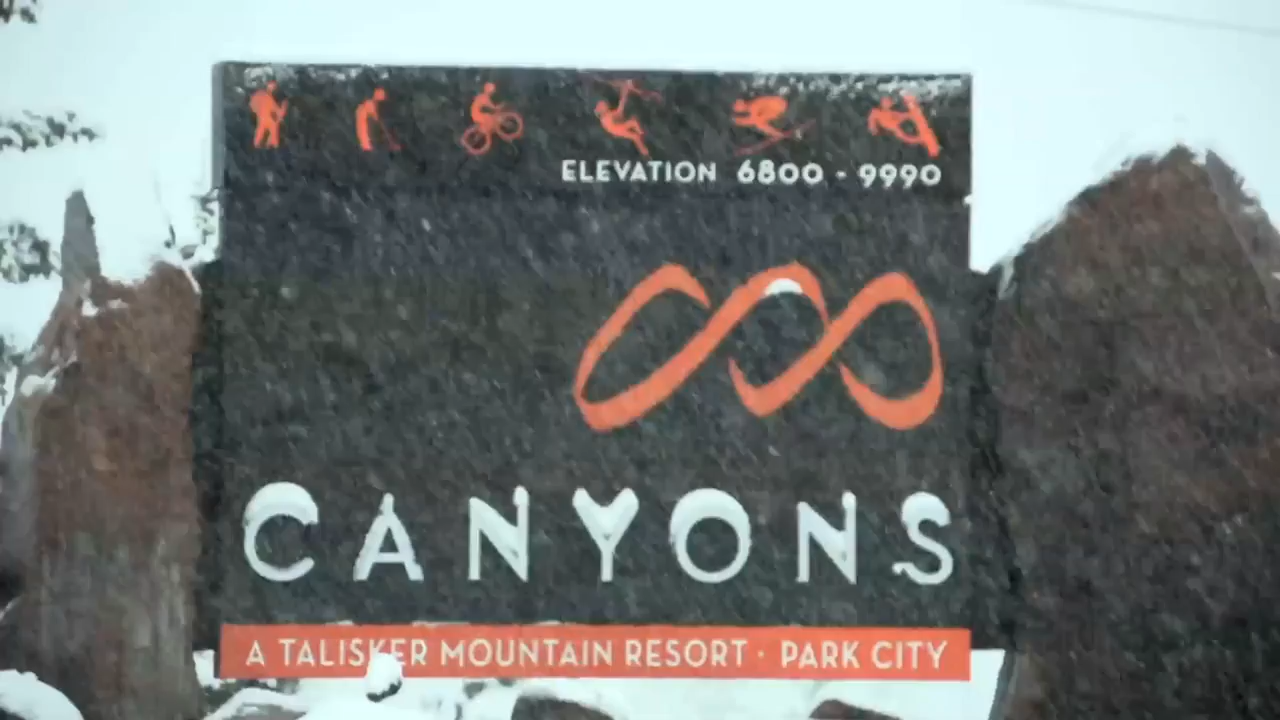 ELEVATION 6800 - 9990
CANYONS
A TALISKER MOUNTAIN RESORT · PARK CITY